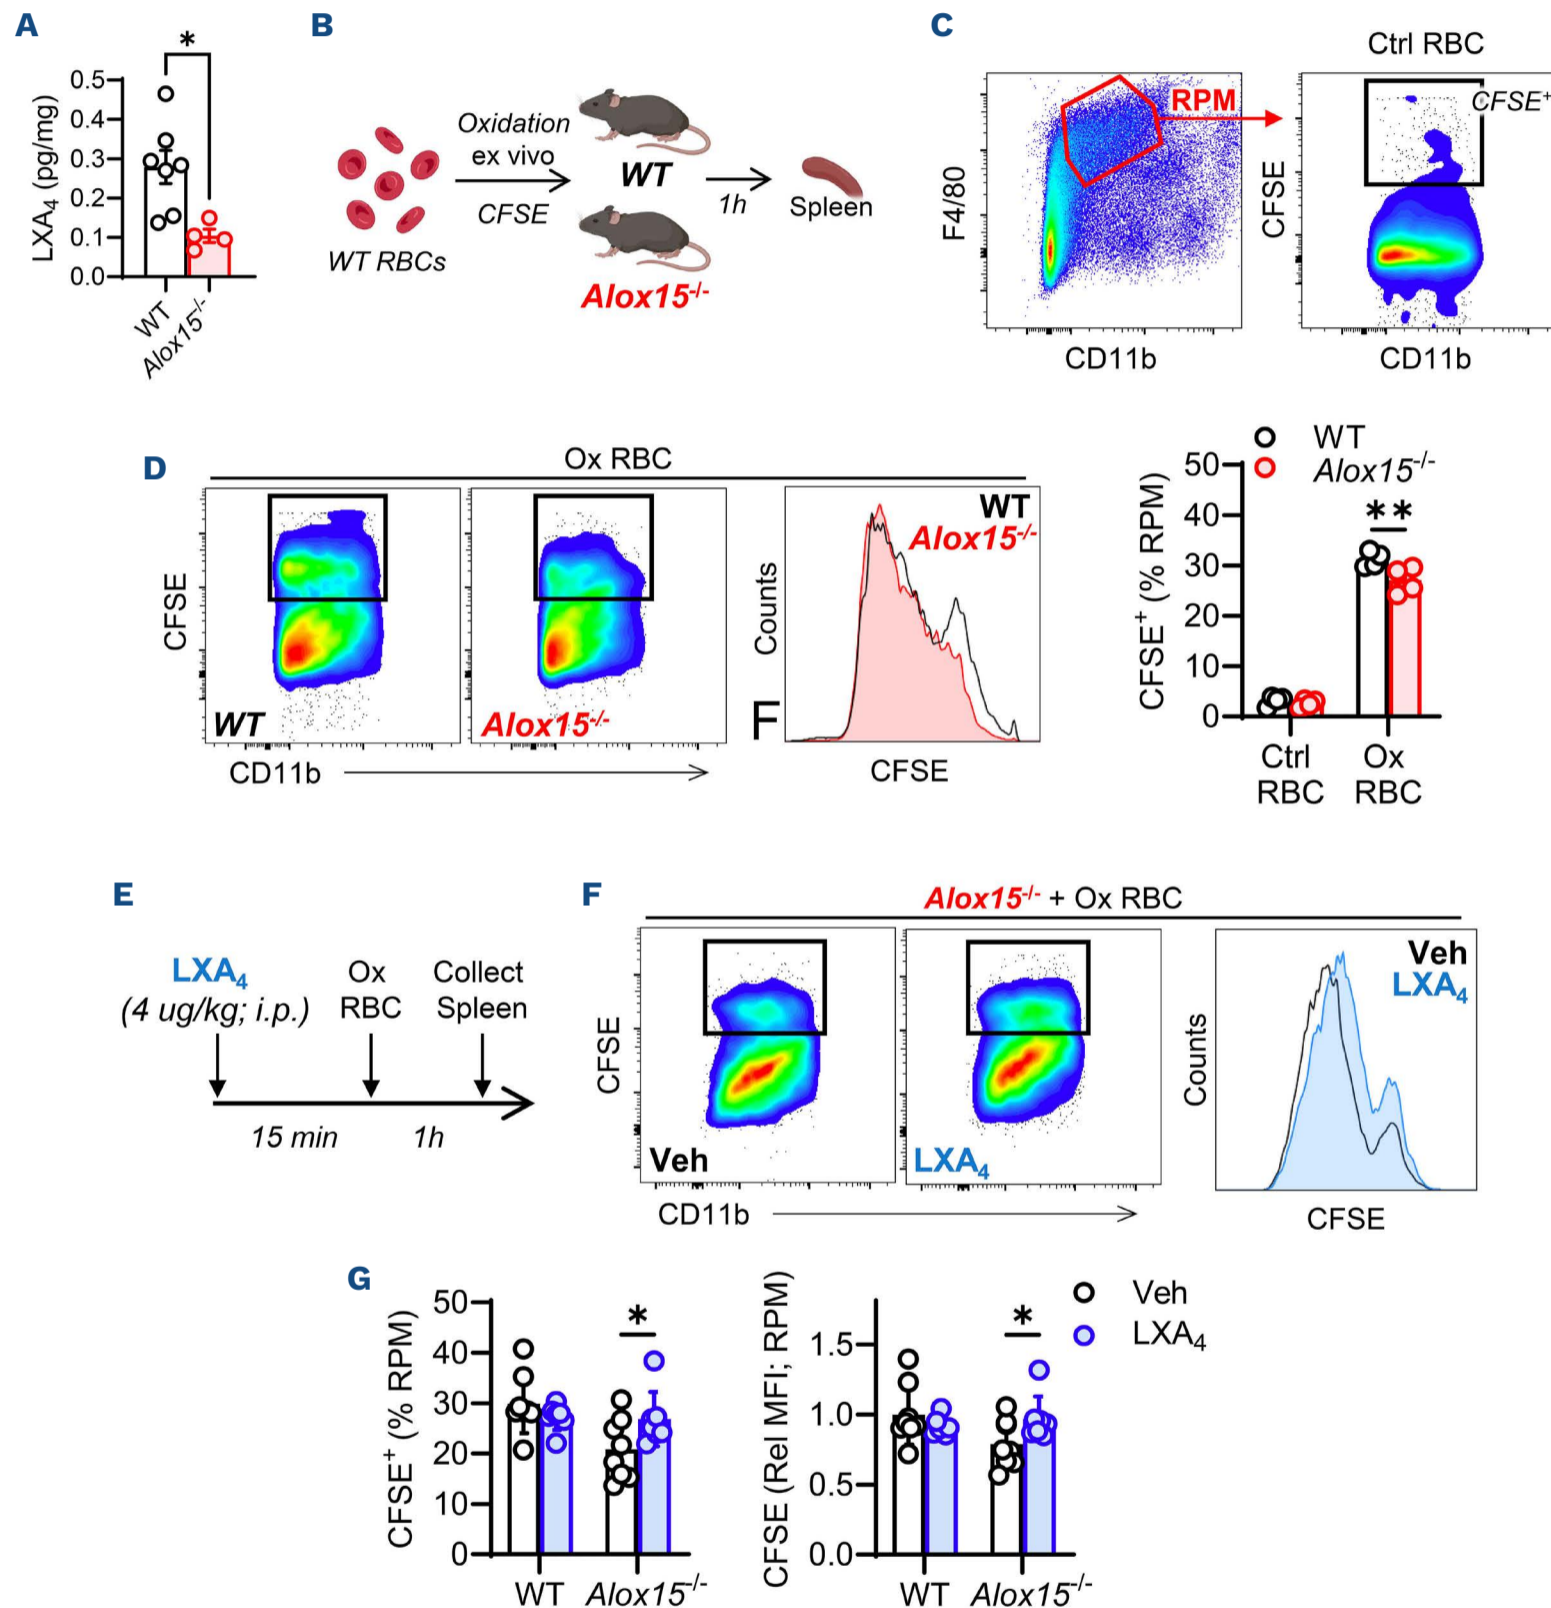 A
*
LXA₄ (pg/mg)
0.5
0.4
0.3
0.2
0.1
0.0
WT
Alox15⁻/⁻
B
WT RBCs
Oxidation
ex vivo
CFSE
WT
Alox15⁻/⁻
1h
Spleen
C
Ctrl RBC
F4/80
RPM
CD11b
CFSE
CFSE⁺
CD11b
D
Ox RBC
CFSE
WT
Alox15⁻/⁻
CD11b
Counts
WT
Alox15⁻/⁻
F
CFSE
WT
Alox15⁻/⁻
CFSE⁺ (% RPM)
50
40
30
20
10
0
**
Ctrl
RBC
Ox
RBC
E
LXA₄
(4 ug/kg; i.p.)
Ox
RBC
Collect
Spleen
15 min
1h
F
Alox15⁻/⁻ + Ox RBC
CFSE
Veh
LXA₄
CD11b
Counts
Veh
LXA₄
CFSE
G
CFSE⁺ (% RPM)
50
40
30
20
10
0
*
WT
Alox15⁻/⁻
CFSE (Rel MFI; RPM)
1.5
1.0
0.5
0.0
*
WT
Alox15⁻/⁻
Veh
LXA₄